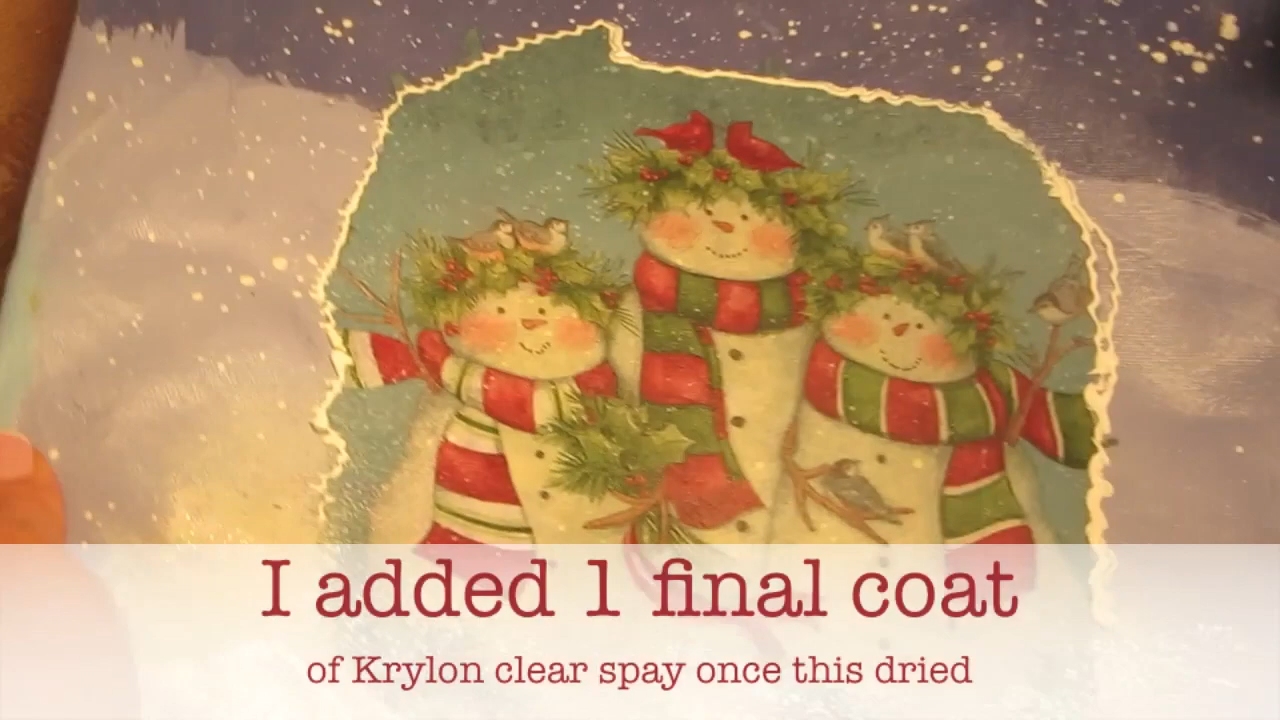 I added 1 final coat
of Krylon clear spay once this dried